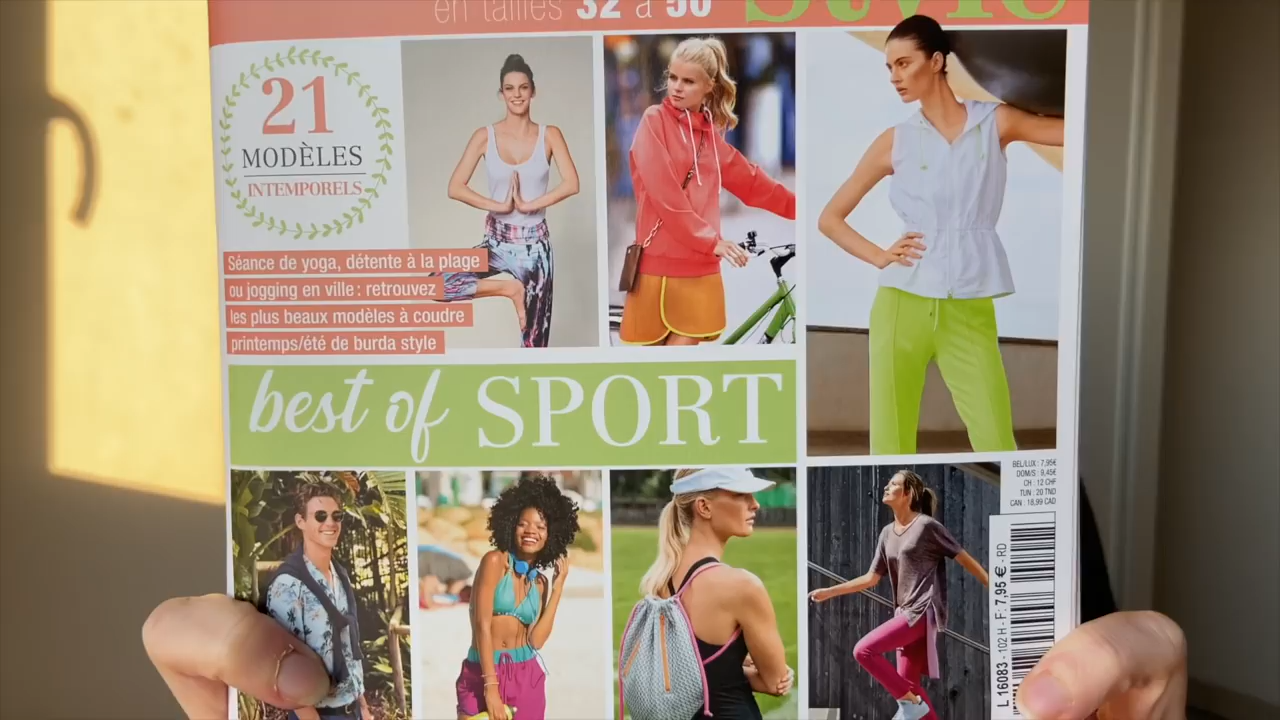 en tailles 32 à 50
Style
21
MODÈLES
INTEMPORELS
Séance de yoga, détente à la plage
ou jogging en ville : retrouvez
les plus beaux modèles à coudre
printemps/été de burda style
best of SPORT
BEL/LUX : 7,95€
DOM/S : 9,45€
CH : 12 CHF
TUN : 20 TND
CAN : 18,99 CAD
L 16083 - 102 H - F: 7,95 € - RD